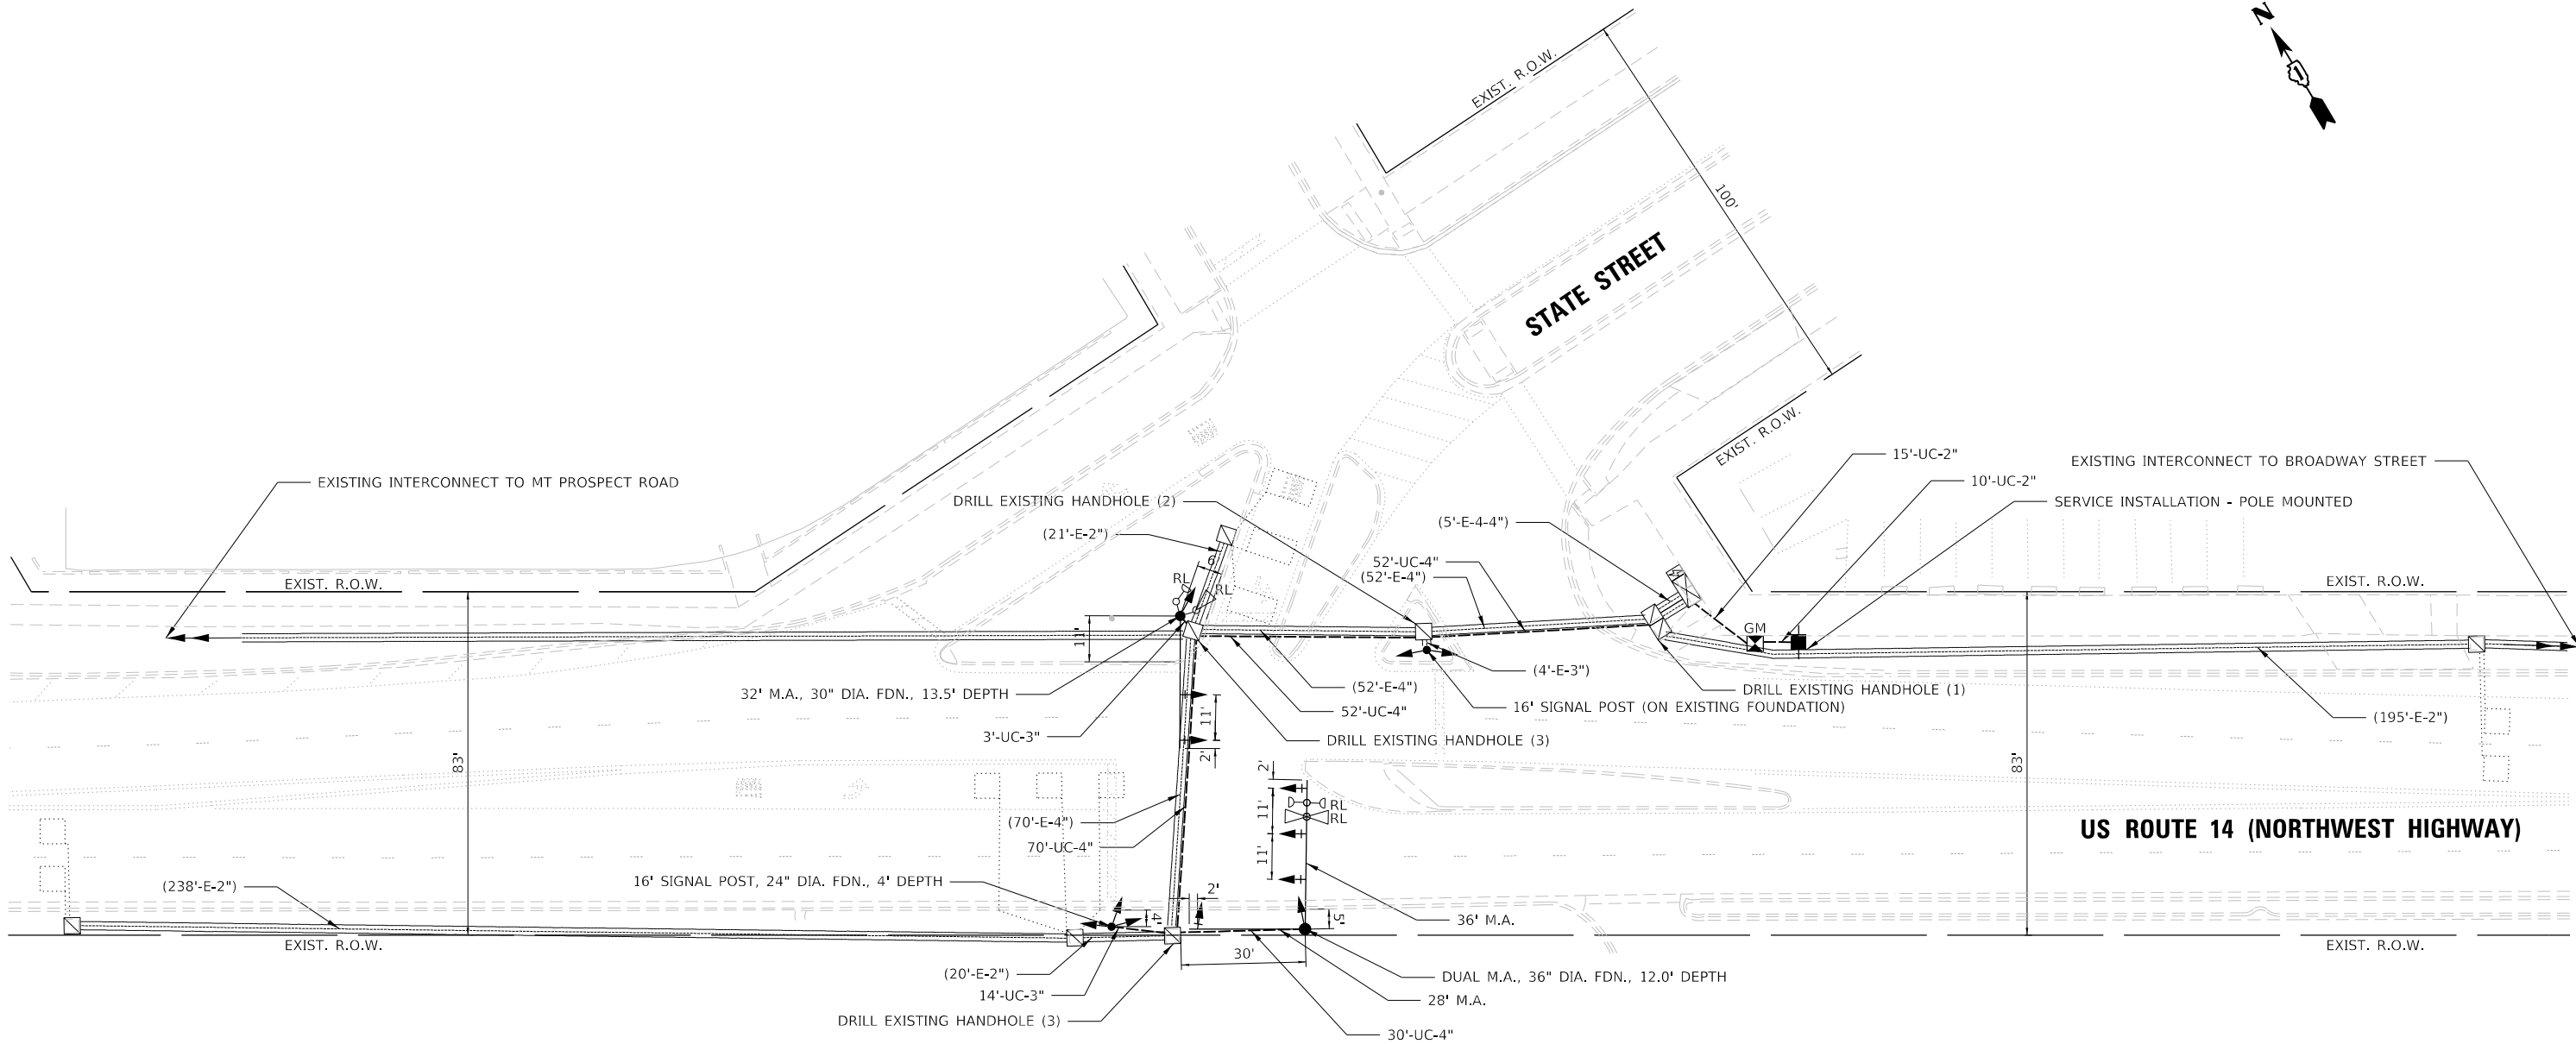 N
1
EXIST. R.O.W.
100'
STATE STREET
EXIST. R.O.W.
15'-UC-2"
EXISTING INTERCONNECT TO BROADWAY STREET
EXISTING INTERCONNECT TO MT PROSPECT ROAD
10'-UC-2"
DRILL EXISTING HANDHOLE (2)
SERVICE INSTALLATION - POLE MOUNTED
(5'-E-4-4")
(21'-E-2")
52'-UC-4"
(52'-E-4")
EXIST. R.O.W.
RL
RL
EXIST. R.O.W.
GM
11'
(4'-E-3")
32' M.A., 30" DIA. FDN., 13.5' DEPTH
(52'-E-4")
DRILL EXISTING HANDHOLE (1)
52'-UC-4"
16' SIGNAL POST (ON EXISTING FOUNDATION)
(195'-E-2")
11'
3'-UC-3"
DRILL EXISTING HANDHOLE (3)
2'
83'
83'
2'
11'
RL
RL
(70'-E-4")
US ROUTE 14 (NORTHWEST HIGHWAY)
70'-UC-4"
11'
16' SIGNAL POST, 24" DIA. FDN., 4' DEPTH
(238'-E-2")
2'
4'
5'
36' M.A.
EXIST. R.O.W.
EXIST. R.O.W.
30'
(20'-E-2")
DUAL M.A., 36" DIA. FDN., 12.0' DEPTH
14'-UC-3"
28' M.A.
DRILL EXISTING HANDHOLE (3)
30'-UC-4"